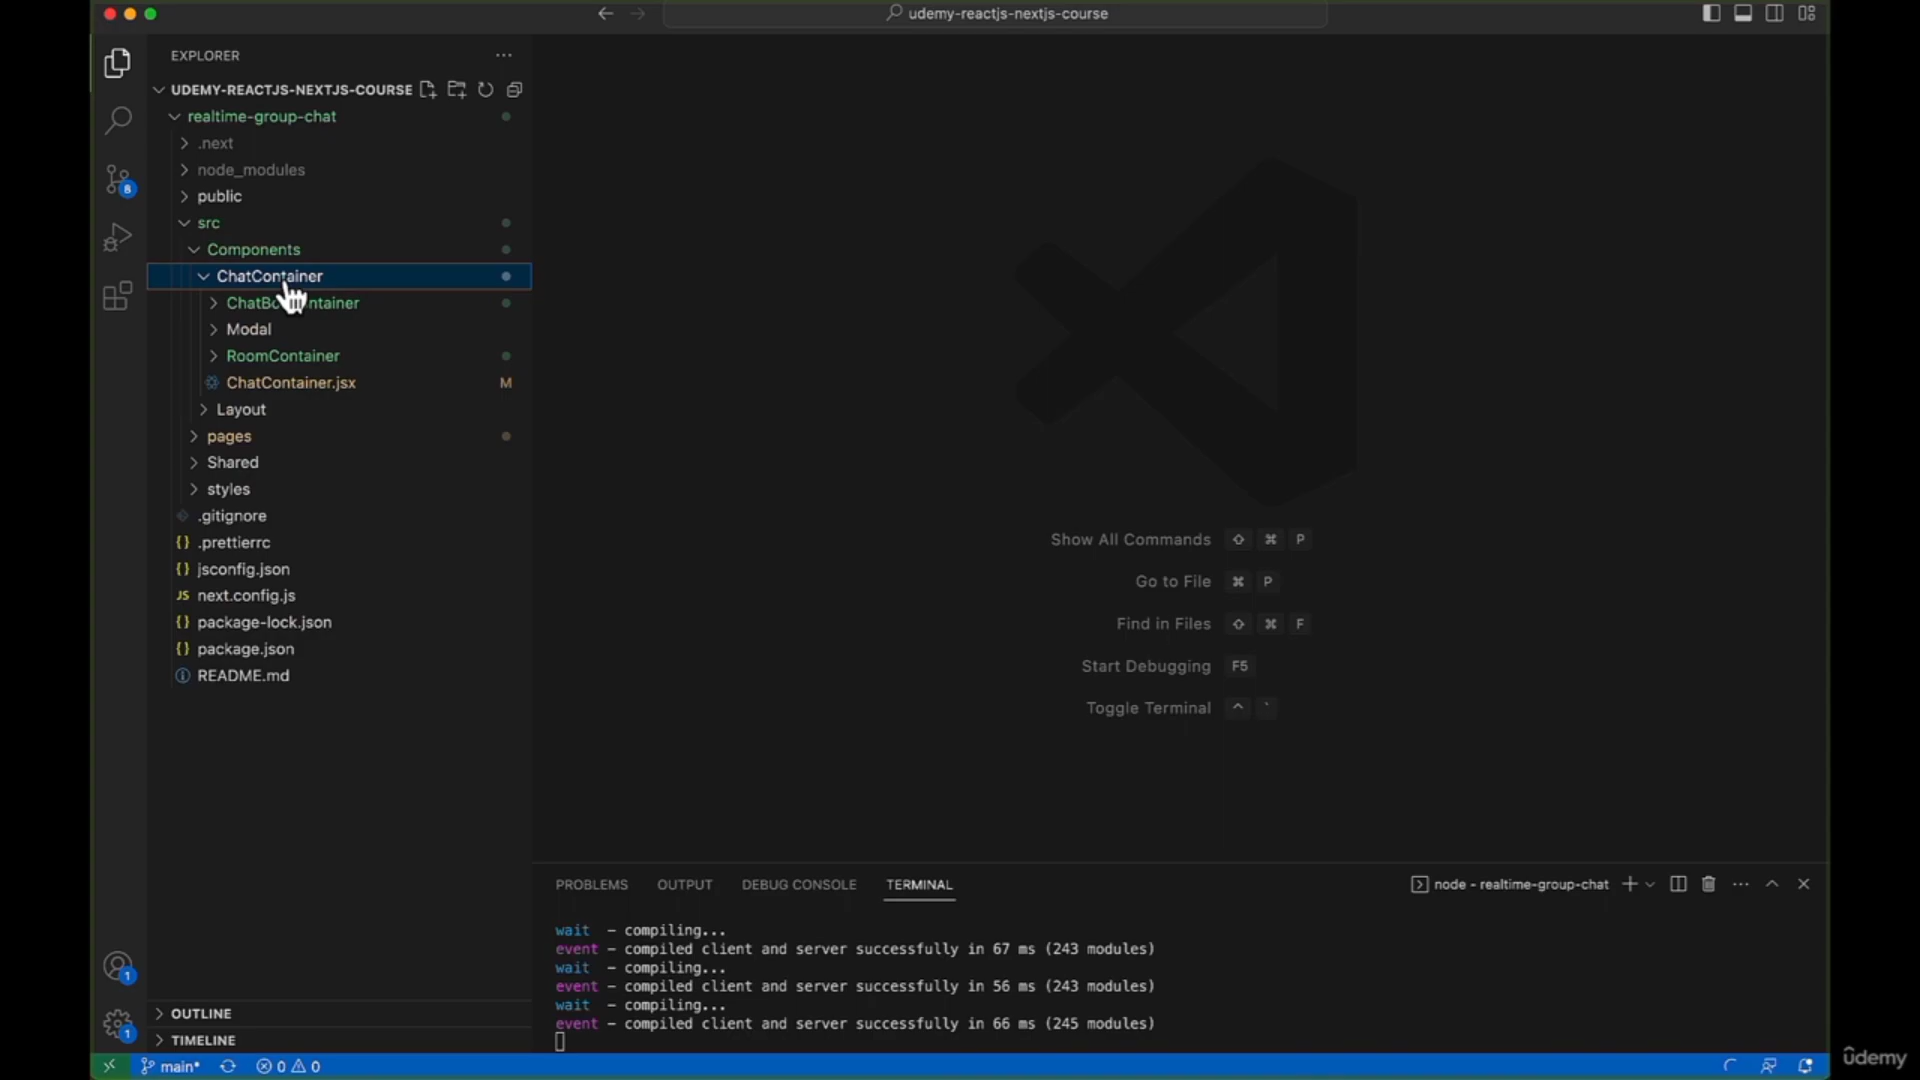 udemy-reactjs-nextjs-course
EXPLORER
UDEMY-REACTJS-NEXTJS-COURSE
realtime-group-chat
.next
node_modules
public
8
src
Components
ChatContainer
Modal
RoomContainer
ChatContainer.jsx M
Layout
pages
Shared
styles
.gitignore
{} .prettierrc
{} jsconfig.json
JS next.config.js
{} package-lock.json
{} package.json
README.md
Show All Commands ⇧ ⌘ P
Go to File ⌘ P
Find in Files ⇧ ⌘ F
Start Debugging F5
Toggle Terminal ^ `
PROBLEMS OUTPUT DEBUG CONSOLE TERMINAL
node - realtime-group-chat
wait - compiling...
event - compiled client and server successfully in 67 ms (243 modules)
wait - compiling...
event - compiled client and server successfully in 56 ms (243 modules)
wait - compiling...
event - compiled client and server successfully in 66 ms (245 modules)
1
1
OUTLINE
TIMELINE
main* 0 0
ûdemy